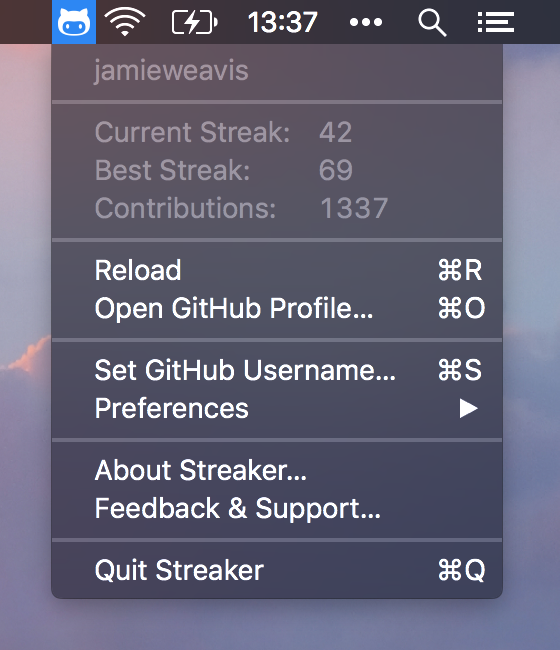 13:37
jamieweavis
Current Streak: 42
Best Streak: 69
Contributions: 1337
Reload ⌘R
Open GitHub Profile... ⌘O
Set GitHub Username... ⌘S
Preferences ▶
About Streaker...
Feedback & Support...
Quit Streaker ⌘Q